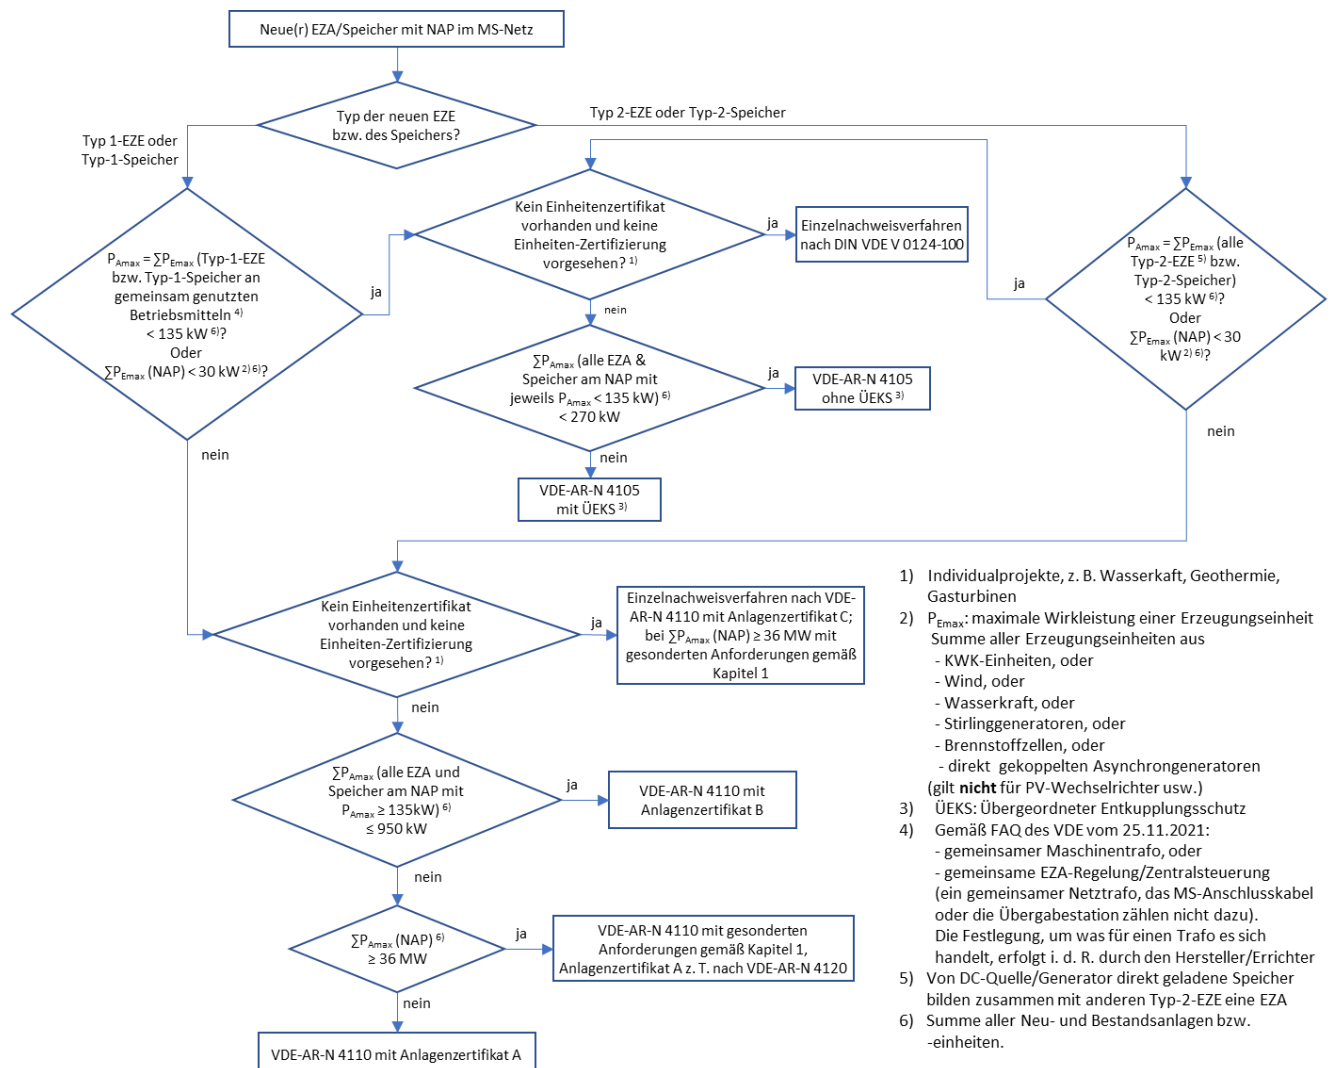 Neue(r) EZA/Speicher mit NAP im MS-Netz
Typ der neuen EZE
bzw. des Speichers?
Typ 2-EZE oder Typ-2-Speicher
Typ 1-EZE oder
Typ-1-Speicher
P_Amax = ∑P_Emax (Typ-1-EZE
bzw. Typ-1-Speicher an
gemeinsam genutzten
Betriebsmitteln 4)
< 135 kW 6)?
Oder
∑P_Emax (NAP) < 30 kW 2) 6)?
ja
nein
Kein Einheitenzertifikat
vorhanden und keine
Einheiten-Zertifizierung
vorgesehen? 1)
ja
Einzelnachweisverfahren
nach DIN VDE V 0124-100
nein
∑P_Amax (alle EZA &
Speicher am NAP mit
jeweils P_Amax < 135 kW) 6)
< 270 kW
ja
VDE-AR-N 4105
ohne ÜEKS 3)
nein
VDE-AR-N 4105
mit ÜEKS 3)
P_Amax = ∑P_Emax (alle
Typ-2-EZE 5) bzw.
Typ-2-Speicher)
< 135 kW 6)?
Oder
∑P_Emax (NAP) < 30
kW 2) 6)?
ja
nein
Kein Einheitenzertifikat
vorhanden und keine
Einheiten-Zertifizierung
vorgesehen? 1)
ja
Einzelnachweisverfahren nach VDE-
AR-N 4110 mit Anlagenzertifikat C;
bei ∑P_Amax (NAP) ≥ 36 MW mit
gesonderten Anforderungen gemäß
Kapitel 1
nein
∑P_Amax (alle EZA und
Speicher am NAP mit
P_Amax ≥ 135kW) 6)
≤ 950 kW
ja
VDE-AR-N 4110 mit
Anlagenzertifikat B
nein
∑P_Amax (NAP) 6)
≥ 36 MW
ja
VDE-AR-N 4110 mit gesonderten
Anforderungen gemäß Kapitel 1,
Anlagenzertifikat A z. T. nach VDE-AR-N 4120
nein
VDE-AR-N 4110 mit Anlagenzertifikat A
1) Individualprojekte, z. B. Wasserkaft, Geothermie,
Gasturbinen
2) P_Emax: maximale Wirkleistung einer Erzeugungseinheit
Summe aller Erzeugungseinheiten aus
- KWK-Einheiten, oder
- Wind, oder
- Wasserkraft, oder
- Stirlinggeneratoren, oder
- Brennstoffzellen, oder
- direkt gekoppelten Asynchrongeneratoren
(gilt nicht für PV-Wechselrichter usw.)
3) ÜEKS: Übergeordneter Entkupplungsschutz
4) Gemäß FAQ des VDE vom 25.11.2021:
- gemeinsamer Maschinentrafo, oder
- gemeinsame EZA-Regelung/Zentralsteuerung
(ein gemeinsamer Netztrafo, das MS-Anschlusskabel
oder die Übergabestation zählen nicht dazu).
Die Festlegung, um was für einen Trafo es sich
handelt, erfolgt i. d. R. durch den Hersteller/Errichter
5) Von DC-Quelle/Generator direkt geladene Speicher
bilden zusammen mit anderen Typ-2-EZE eine EZA
6) Summe aller Neu- und Bestandsanlagen bzw.
-einheiten.